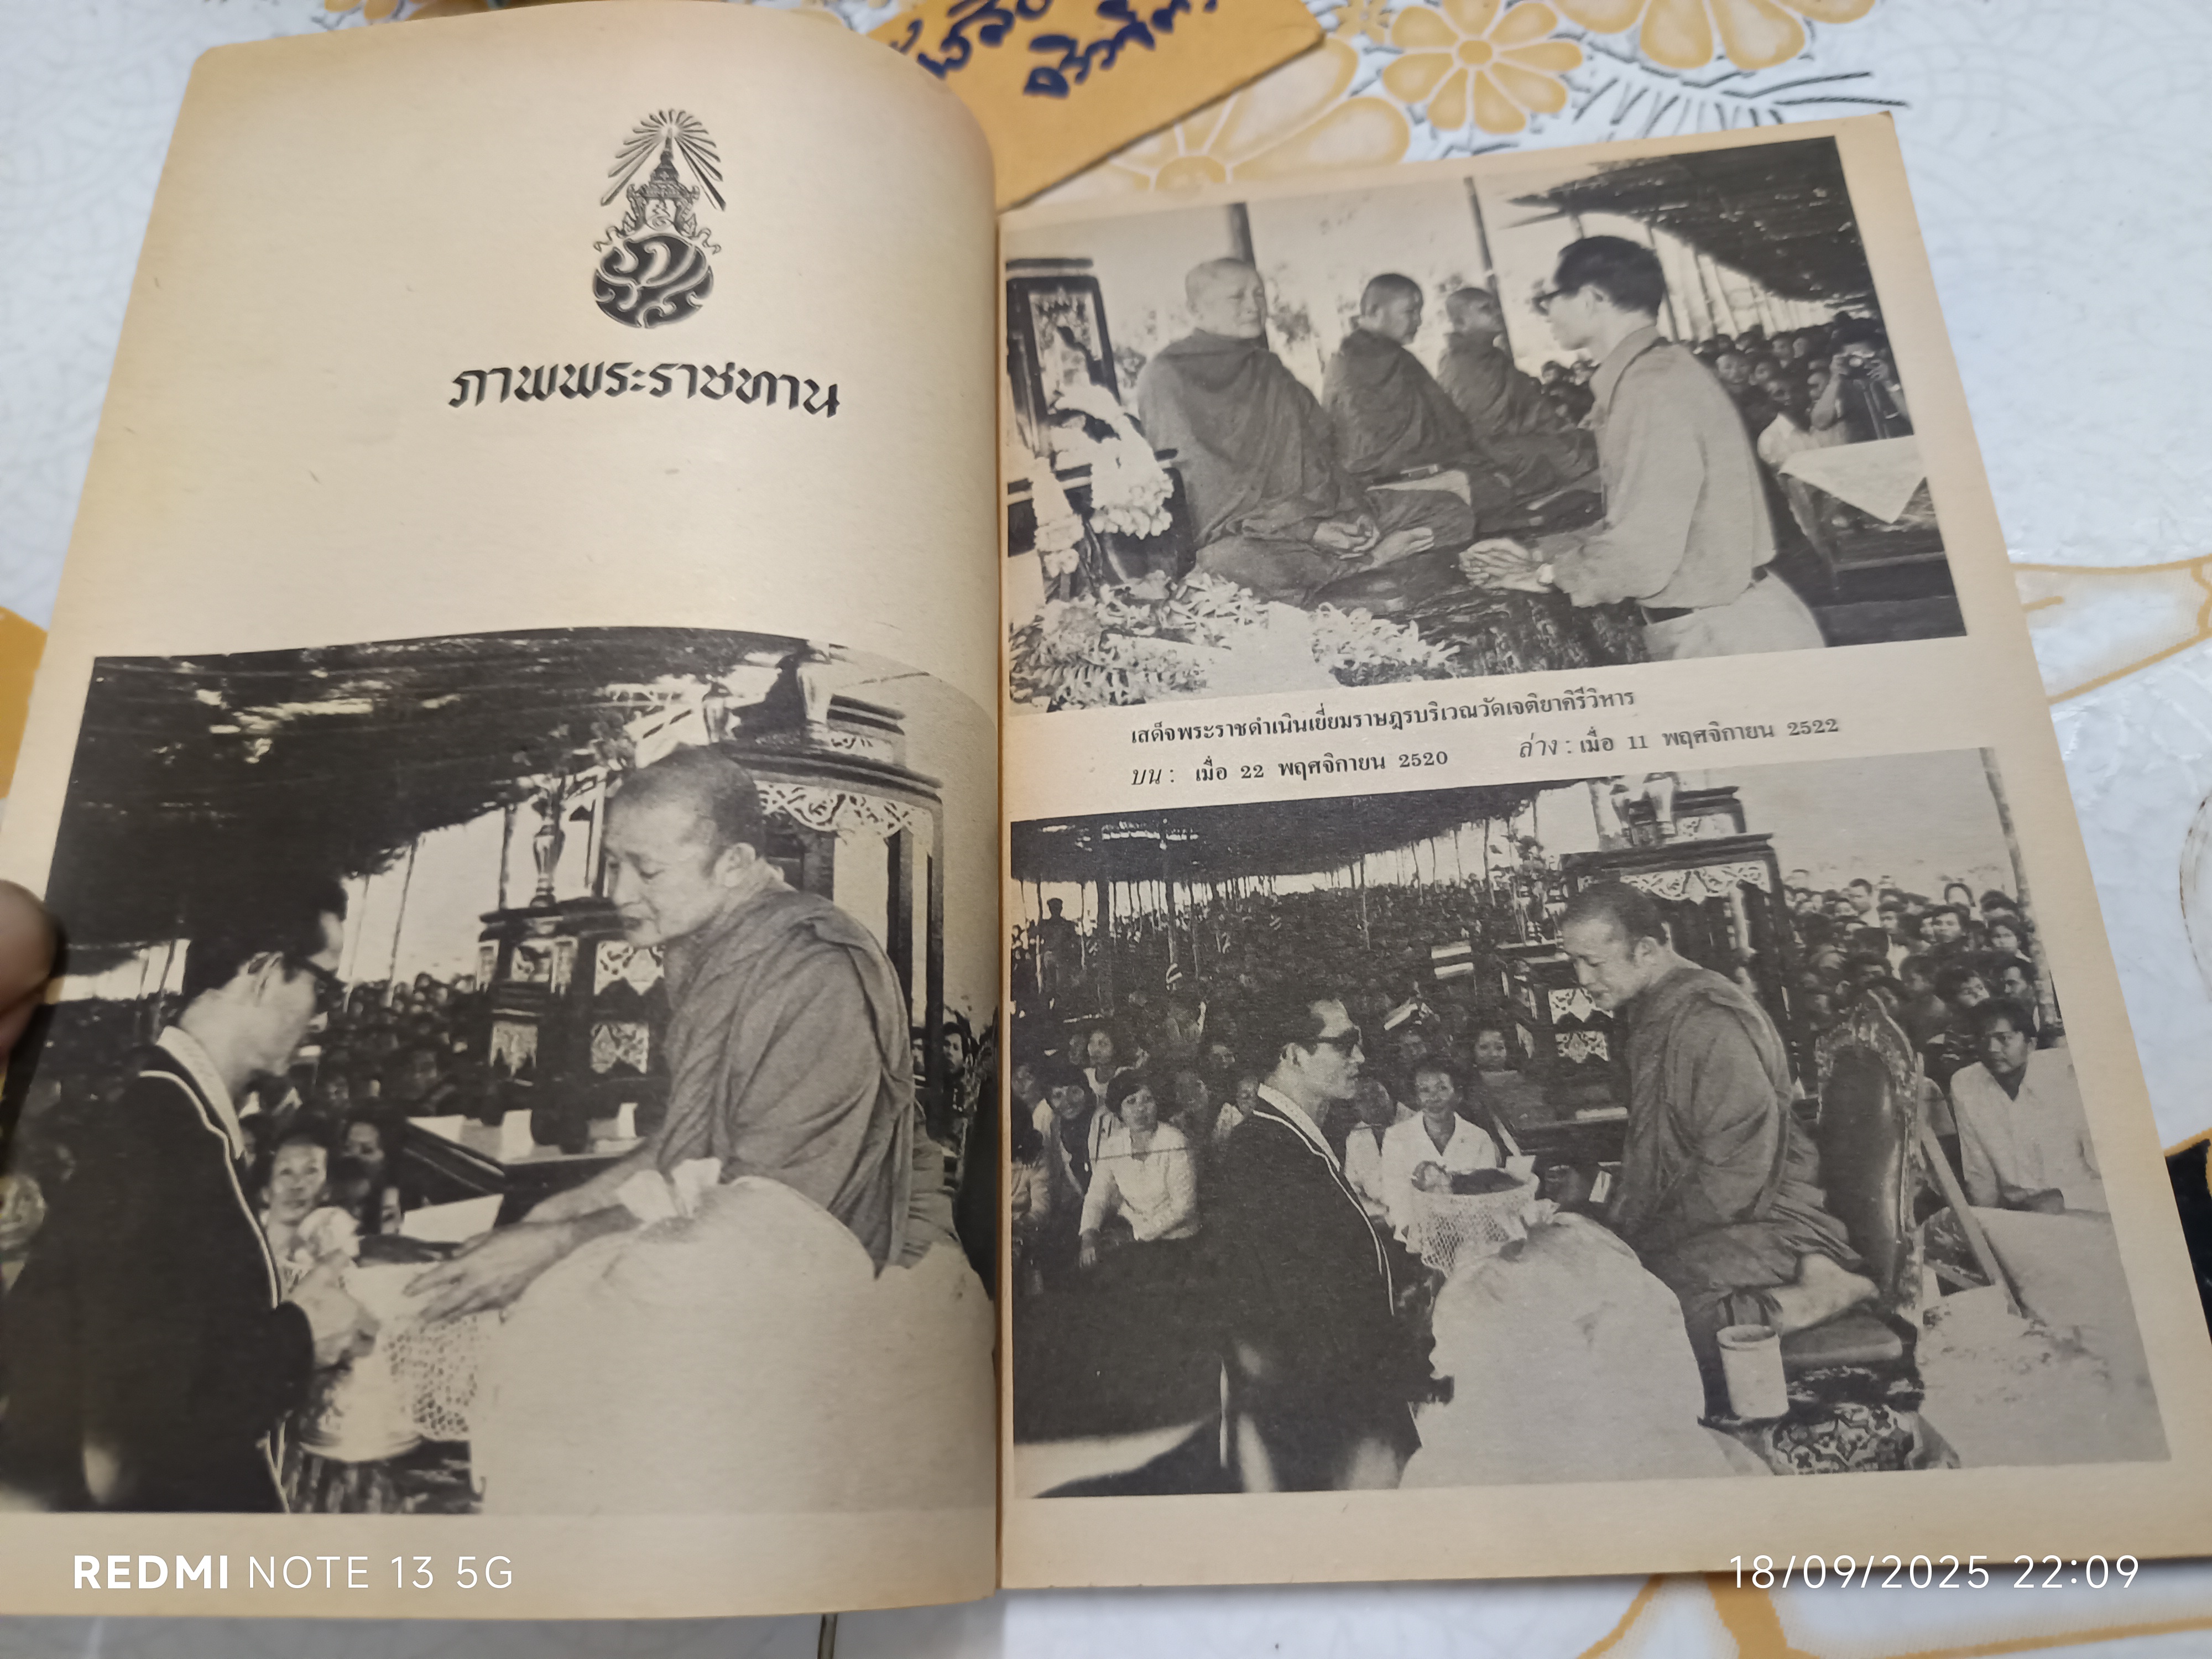 ภาพพระราชทาน
เสด็จพระราชดำเนินเยี่ยมราษฎรบริเวณวัดเจติยาคิรีวิหาร
บน : เมื่อ 22 พฤศจิกายน 2520 ล่าง : เมื่อ 11 พฤศจิกายน 2522
REDMI NOTE 13 5G
18/09/2025 22:09